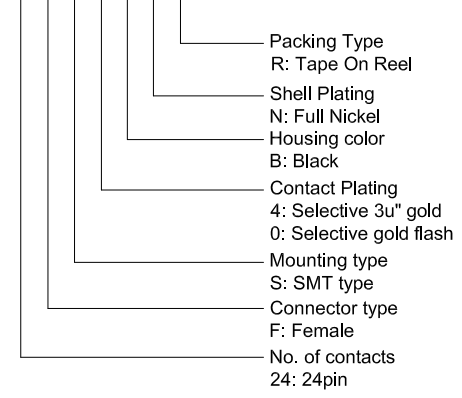 Packing Type
R: Tape On Reel
Shell Plating
N: Full Nickel
Housing color
B: Black
Contact Plating
4: Selective 3u" gold
0: Selective gold flash
Mounting type
S: SMT type
Connector type
F: Female
No. of contacts
24: 24pin